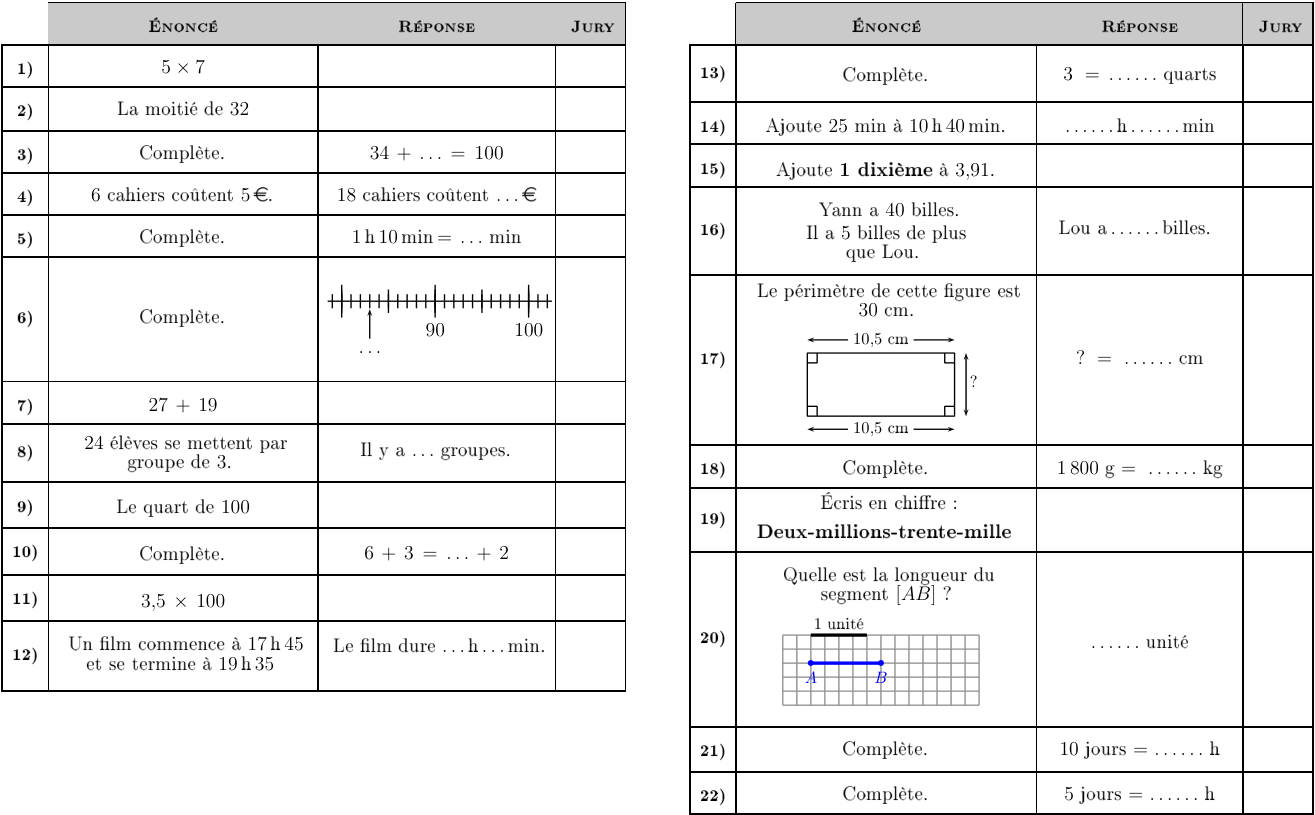 ÉNONCÉ RÉPONSE JURY
1) 5 × 7
2) La moitié de 32
3) Complète. 34 + ... = 100
4) 6 cahiers coûtent 5 €. 18 cahiers coûtent ... €
5) Complète. 1 h 10 min = ... min
6) Complète.
90 100
...
7) 27 + 19
8) 24 élèves se mettent par
groupe de 3.
Il y a ... groupes.
9) Le quart de 100
10) Complète. 6 + 3 = ... + 2
11) 3,5 × 100
12) Un film commence à 17 h 45
et se termine à 19 h 35
Le film dure ... h ... min.
ÉNONCÉ RÉPONSE JURY
13) Complète. 3 = ...... quarts
14) Ajoute 25 min à 10 h 40 min. ...... h ...... min
15) Ajoute 1 dixième à 3,91.
16) Yann a 40 billes.
Il a 5 billes de plus
que Lou.
Lou a ...... billes.
17) Le périmètre de cette figure est
30 cm.
10,5 cm
?
10,5 cm
? = ...... cm
18) Complète. 1 800 g = ...... kg
19) Écris en chiffre :
Deux-millions-trente-mille
20) Quelle est la longueur du
segment [AB] ?
1 unité
A B
...... unité
21) Complète. 10 jours = ...... h
22) Complète. 5 jours = ...... h